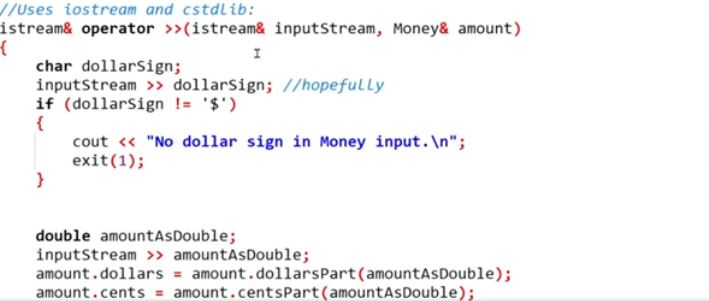 //Uses iostream and cstdlib:
istream& operator >>(istream& inputStream, Money& amount)
{
char dollarSign;
inputStream >> dollarSign; //hopefully
if (dollarSign != '$')
{
cout << "No dollar sign in Money input.\n";
exit(1);
}
double amountAsDouble;
inputStream >> amountAsDouble;
amount.dollars = amount.dollarsPart(amountAsDouble);
amount.cents = amount.centsPart(amountAsDouble);